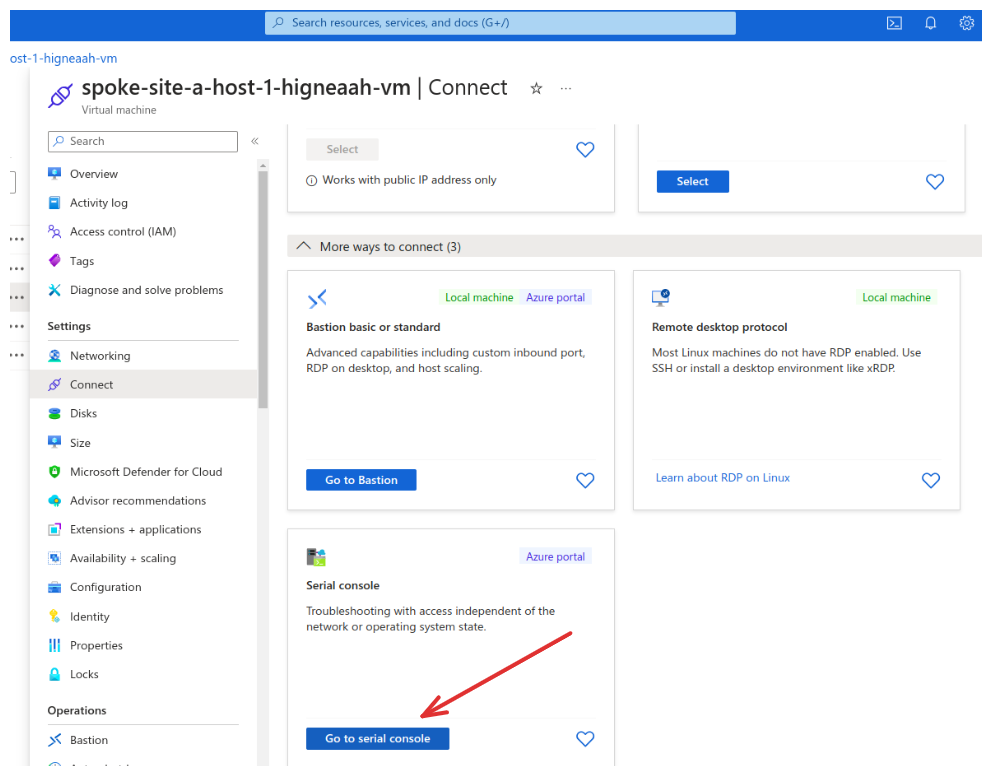 Search resources, services, and docs (G+/)
ost-1-higneaah-vm
spoke-site-a-host-1-higneaah-vm | Connect
Virtual machine
Search
Overview
Activity log
Access control (IAM)
Tags
Diagnose and solve problems
Settings
Networking
Connect
Disks
Size
Microsoft Defender for Cloud
Advisor recommendations
Extensions + applications
Availability + scaling
Configuration
Identity
Properties
Locks
Operations
Bastion
Select
Works with public IP address only
Select
More ways to connect (3)
Local machine Azure portal
Bastion basic or standard
Advanced capabilities including custom inbound port,
RDP on desktop, and host scaling.
Go to Bastion
Local machine
Remote desktop protocol
Most Linux machines do not have RDP enabled. Use
SSH or install a desktop environment like xRDP.
Learn about RDP on Linux
Azure portal
Serial console
Troubleshooting with access independent of the
network or operating system state.
Go to serial console